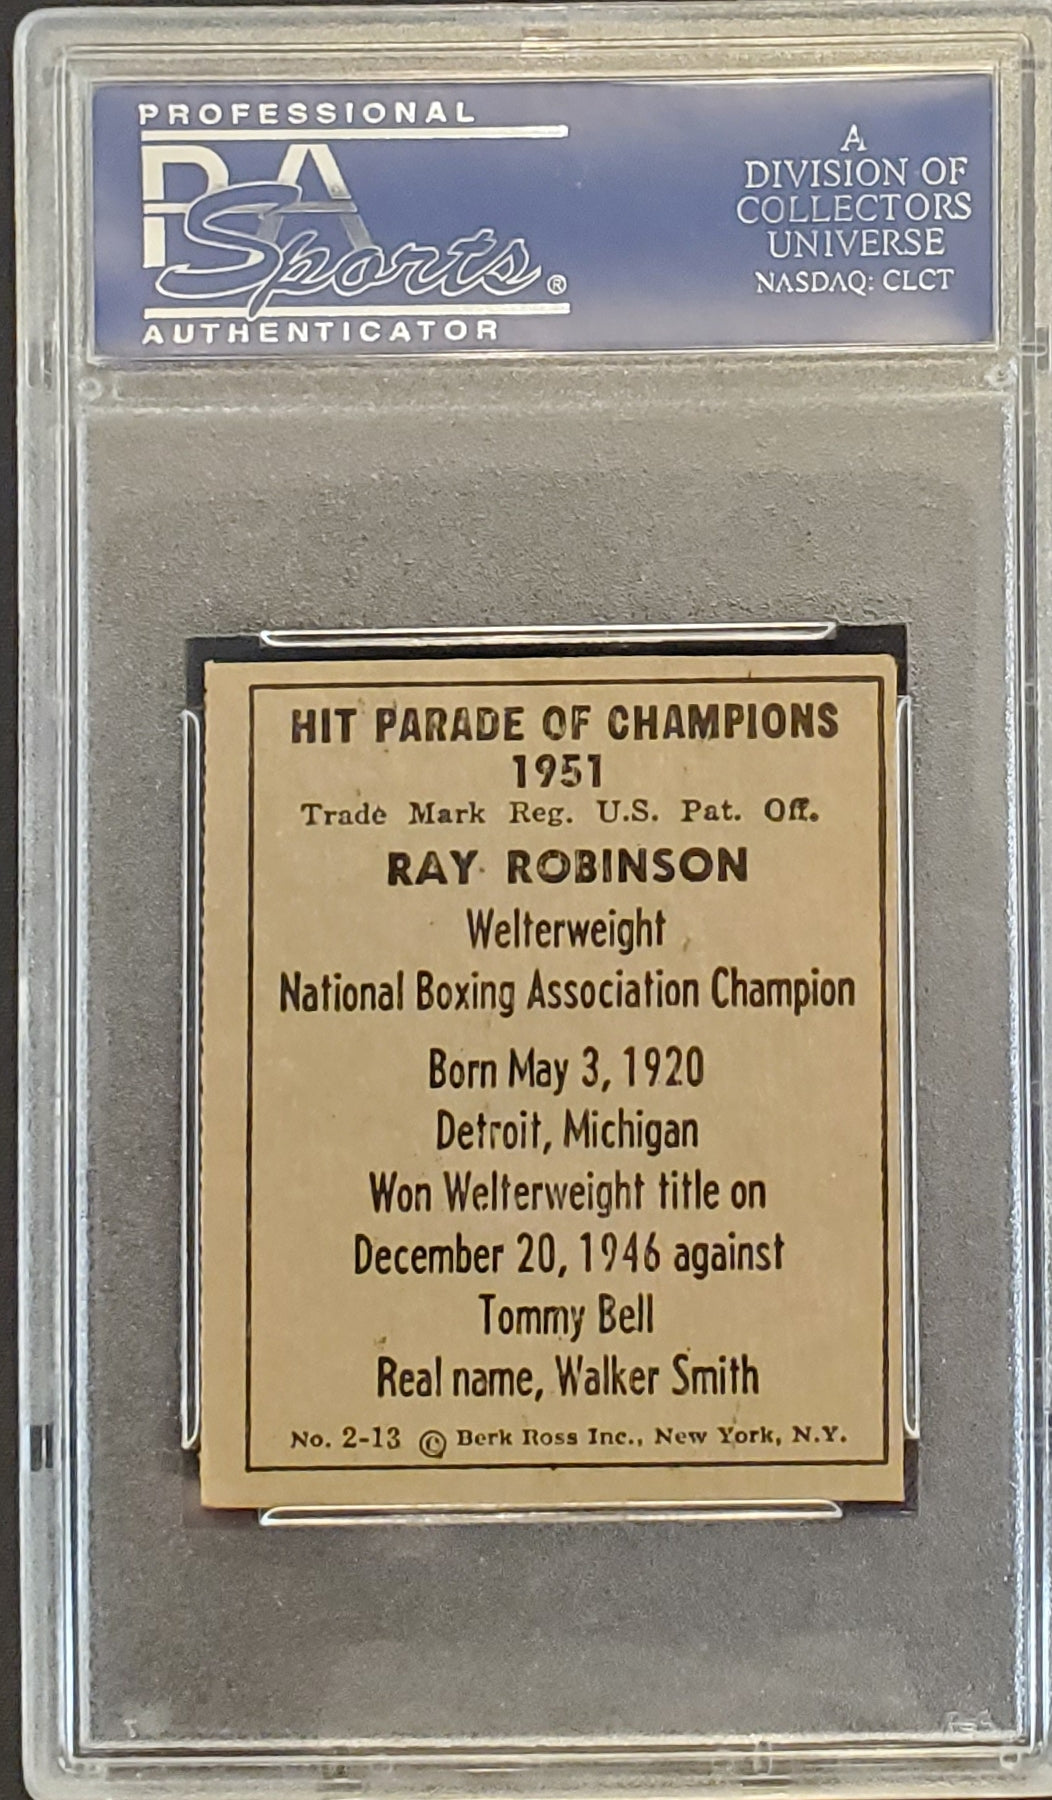 PROFESSIONAL
PSA
Sports®
AUTHENTICATOR
A
DIVISION OF
COLLECTORS
UNIVERSE
NASDAQ: CLCT
HIT PARADE OF CHAMPIONS
1951
Trade Mark Reg. U.S. Pat. Off.
RAY ROBINSON
Welterweight
National Boxing Association Champion
Born May 3, 1920
Detroit, Michigan
Won Welterweight title on
December 20, 1946 against
Tommy Bell
Real name, Walker Smith
No. 2-13 © Berk Ross Inc., New York, N.Y.